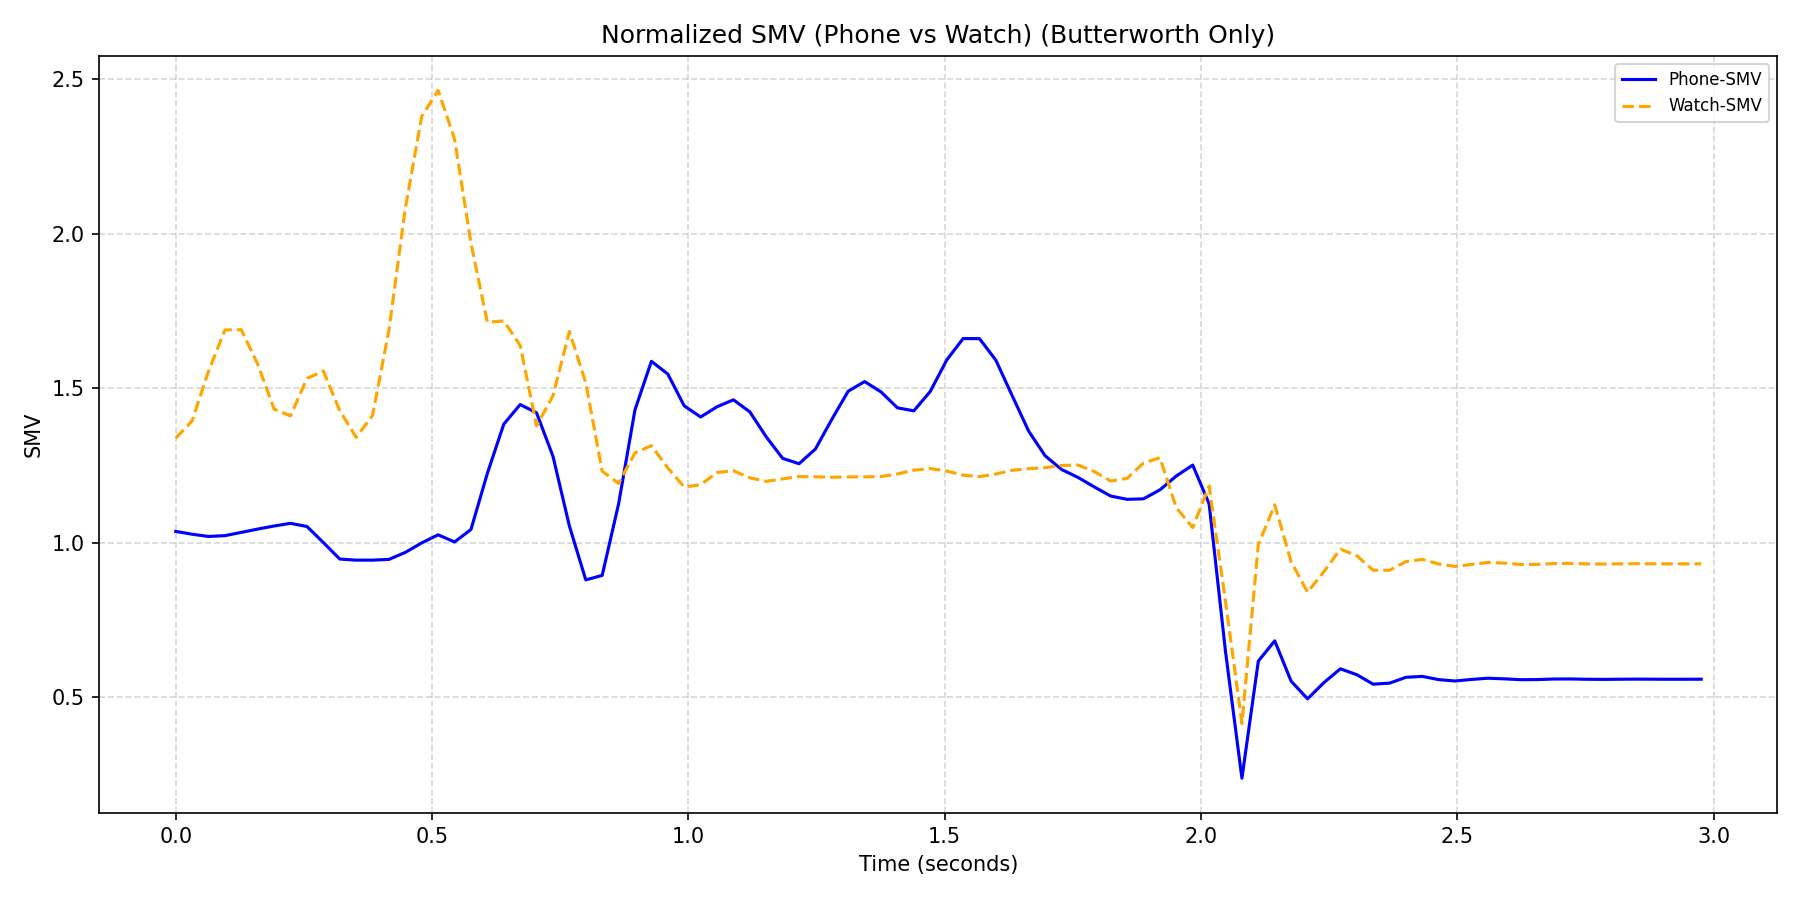 Normalized SMV (Phone vs Watch) (Butterworth Only)
Phone-SMV
Watch-SMV
SMV
2.5
2.0
1.5
1.0
0.5
0.0 0.5 1.0 1.5 2.0 2.5 3.0
Time (seconds)